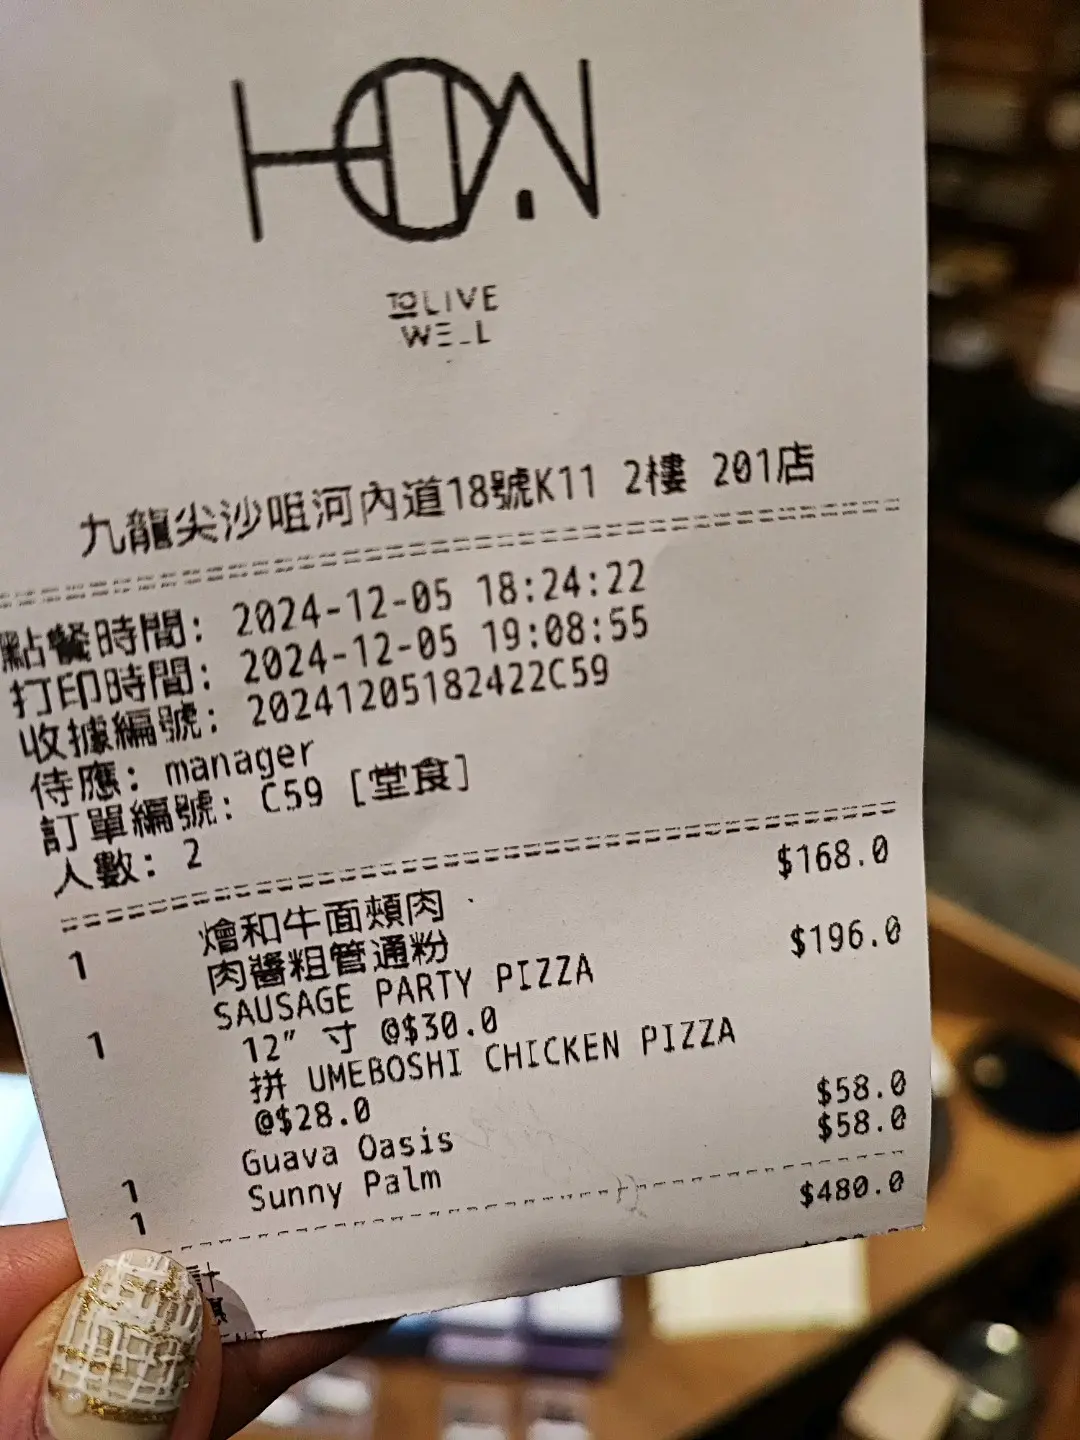 HOW
TO LIVE
WELL
九龍尖沙咀河內道18號K11 2樓 201店
點餐時間: 2024-12-05 18:24:22
打印時間: 2024-12-05 19:08:55
收據編號: 20241205182422C59
侍應: manager
訂單編號: C59 [堂食]
人數: 2
1 燴和牛面頰肉 $168.0
肉醬粗管通粉
1 SAUSAGE PARTY PIZZA $196.0
12" 寸 @$30.0
拼 UMEBOSHI CHICKEN PIZZA
@$28.0
1 Guava Oasis $58.0
1 Sunny Palm $58.0
計 $480.0